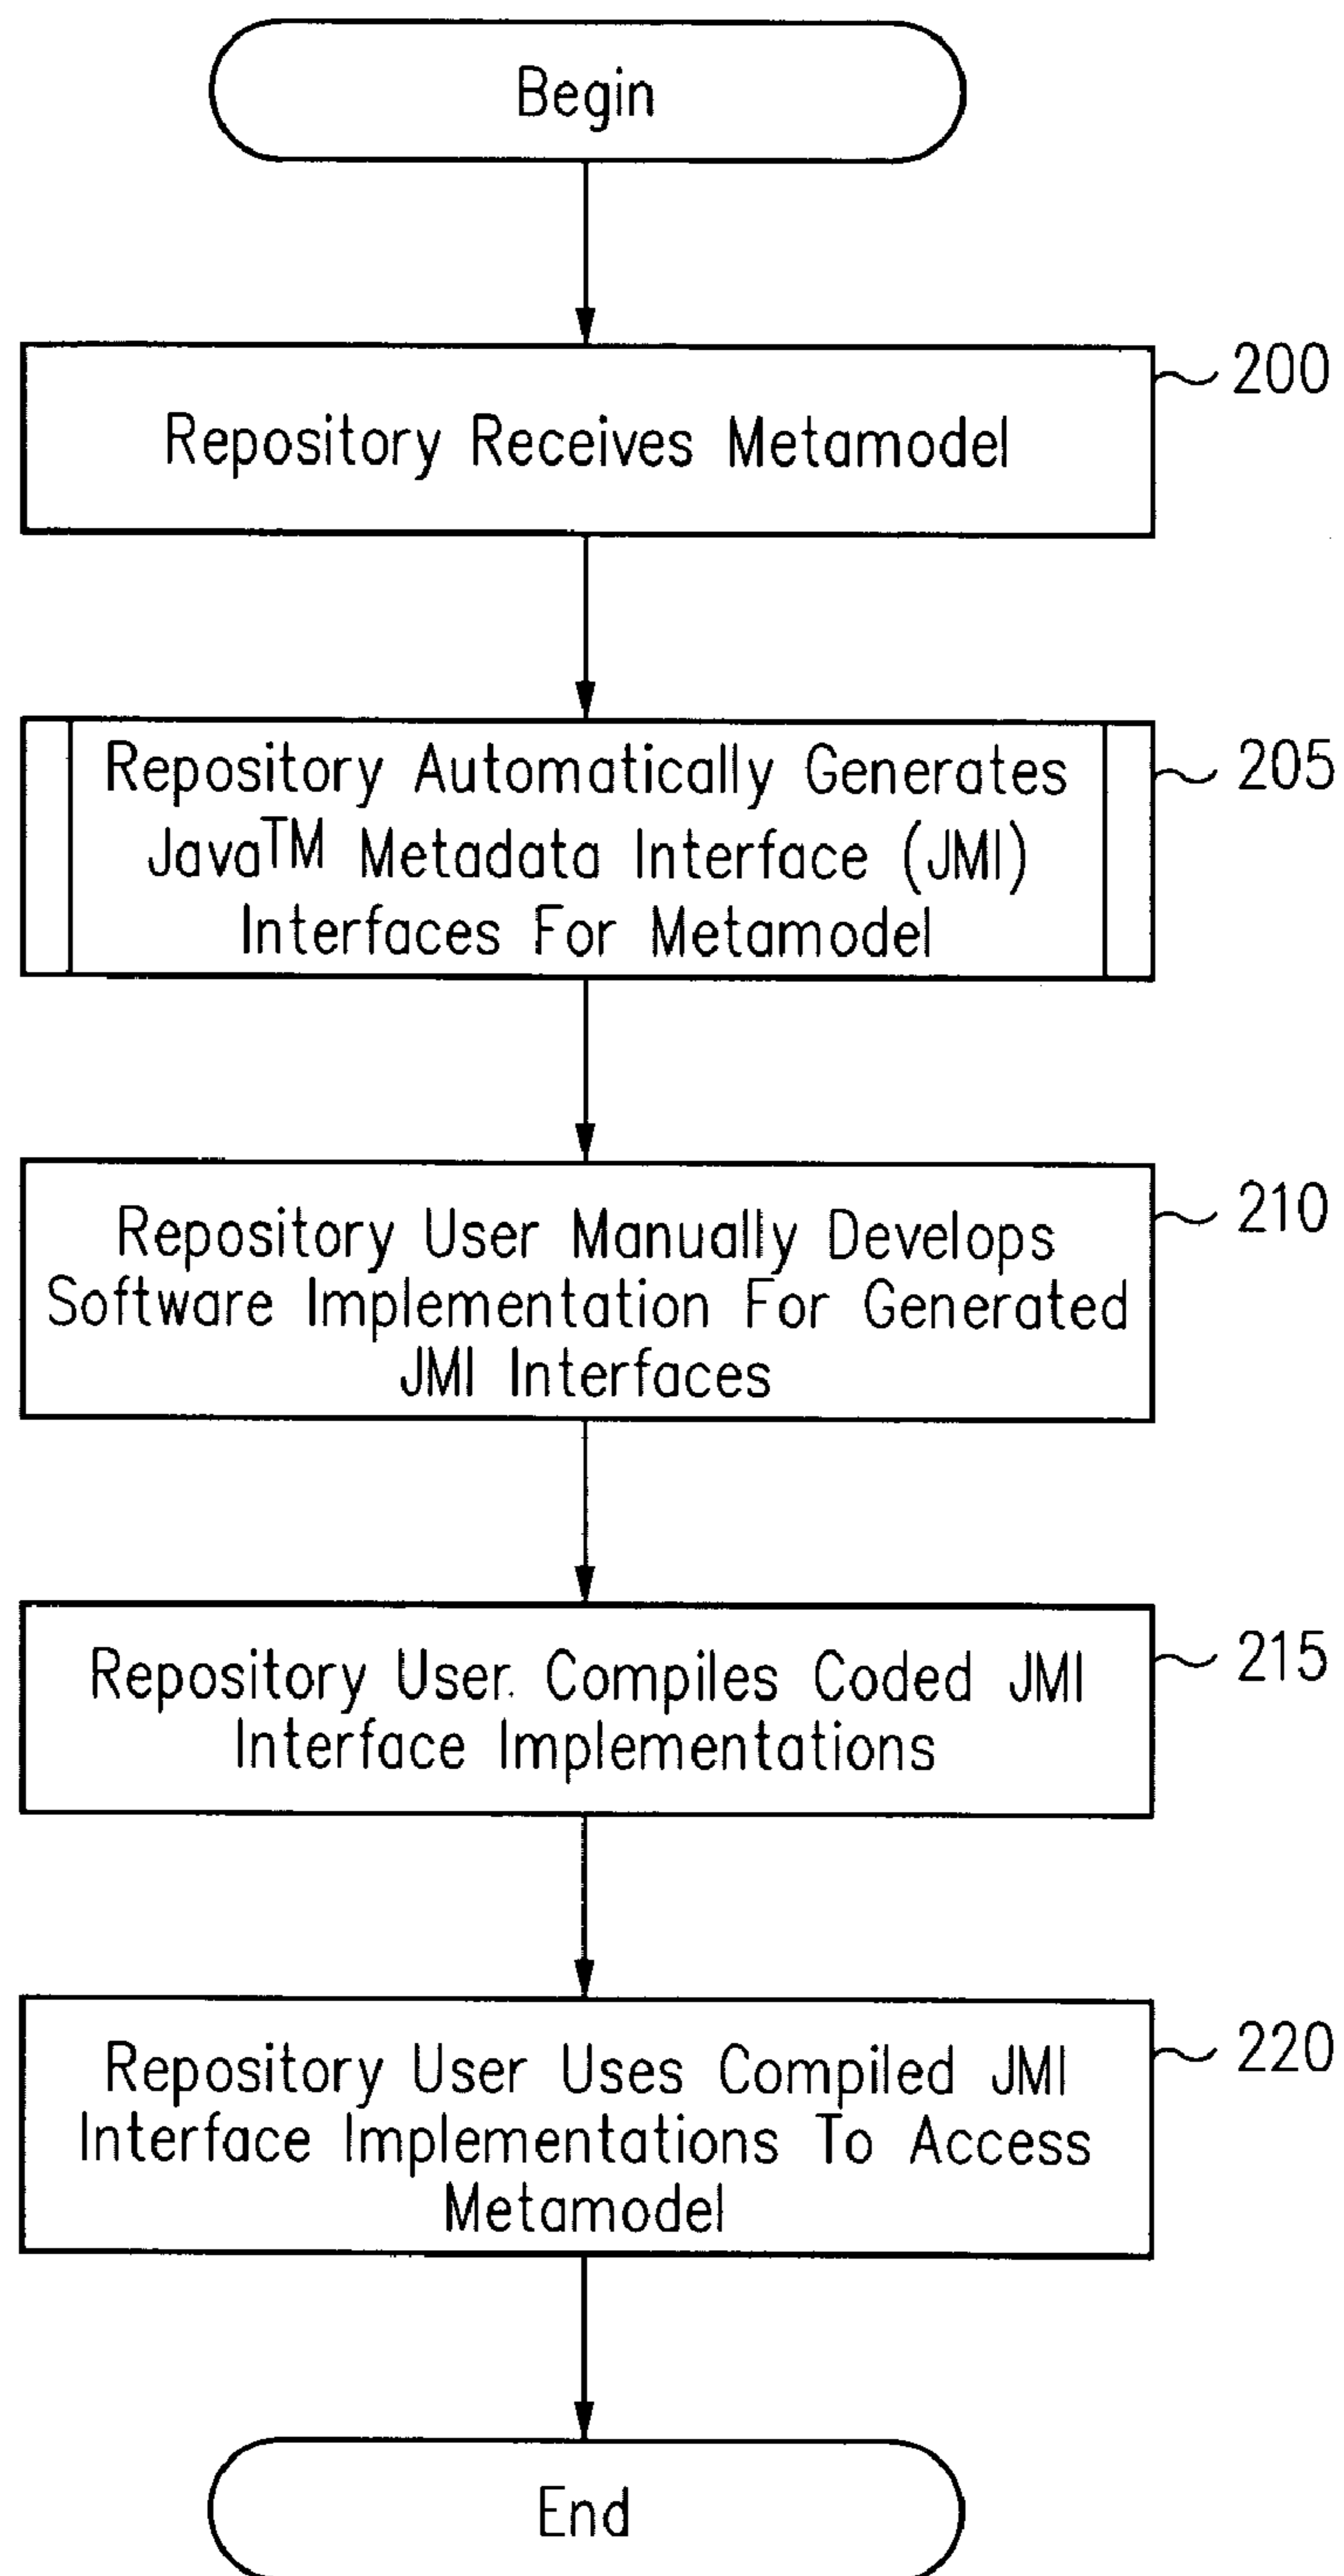 Begin
Repository Receives Metamodel
200
Repository Automatically Generates
Java™ Metadata Interface (JMI)
Interfaces For Metamodel
205
Repository User Manually Develops
Software Implementation For Generated
JMI Interfaces
210
Repository User Compiles Coded JMI
Interface Implementations
215
Repository User Uses Compiled JMI
Interface Implementations To Access
Metamodel
220
End